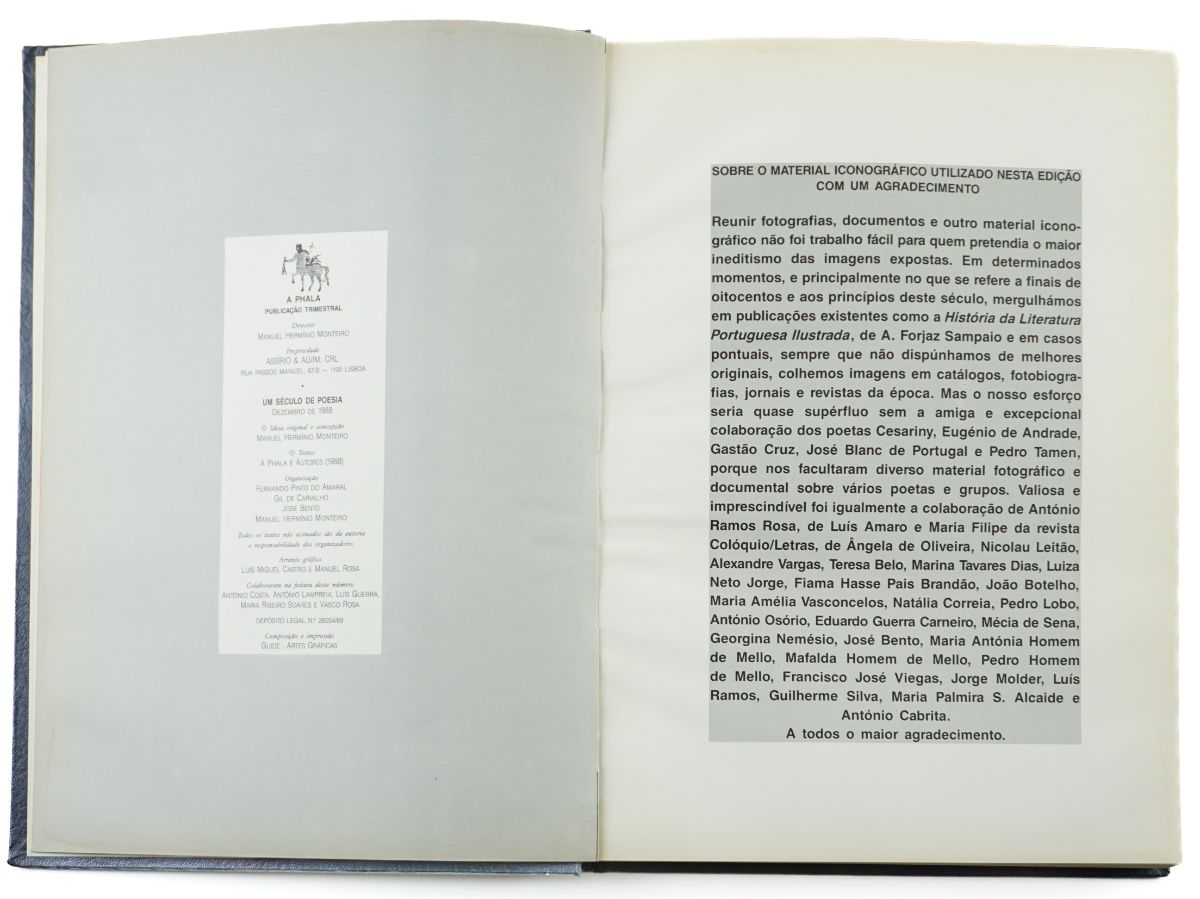 A PHALA
PUBLICAÇÃO TRIMESTRAL
Director
MANUEL HERMÍNIO MONTEIRO
Propriedade
ASSÍRIO & ALVIM, CRL.
RUA PASSOS MANUEL, 67-B — 1100 LISBOA
•
UM SÉCULO DE POESIA
DEZEMBRO DE 1988
© Ideia original e concepção
MANUEL HERMÍNIO MONTEIRO
© Textos
A PHALA E AUTORES (1988)
Organização
FERNANDO PINTO DO AMARAL
GIL DE CARVALHO
JOSÉ BENTO
MANUEL HERMÍNIO MONTEIRO
Todos os textos não assinados são da autoria
e responsabilidade dos organizadores
Arranjo gráfico
LUÍS MIGUEL CASTRO E MANUEL ROSA
Colaboraram na feitura deste número
ANTÓNIO COSTA, ANTÓNIO LAMPREIA, LUÍS GUERRA,
MARIA RIBEIRO SOARES E VASCO ROSA
DEPÓSITO LEGAL N.º 26054/89
Composição e impressão
GUIDE - ARTES GRÁFICAS
SOBRE O MATERIAL ICONOGRÁFICO UTILIZADO NESTA EDIÇÃO
COM UM AGRADECIMENTO
Reunir fotografias, documentos e outro material icono-
gráfico não foi trabalho fácil para quem pretendia o maior
ineditismo das imagens expostas. Em determinados
momentos, e principalmente no que se refere a finais de
oitocentos e aos princípios deste século, mergulhámos
em publicações existentes como a História da Literatura
Portuguesa Ilustrada, de A. Forjaz Sampaio e em casos
pontuais, sempre que não dispúnhamos de melhores
originais, colhemos imagens em catálogos, fotobiogra-
fias, jornais e revistas da época. Mas o nosso esforço
seria quase supérfluo sem a amiga e excepcional
colaboração dos poetas Cesariny, Eugénio de Andrade,
Gastão Cruz, José Blanc de Portugal e Pedro Tamen,
porque nos facultaram diverso material fotográfico e
documental sobre vários poetas e grupos. Valiosa e
imprescindível foi igualmente a colaboração de António
Ramos Rosa, de Luís Amaro e Maria Filipe da revista
Colóquio/Letras, de Ângela de Oliveira, Nicolau Leitão,
Alexandre Vargas, Teresa Belo, Marina Tavares Dias, Luiza
Neto Jorge, Fiama Hasse Pais Brandão, João Botelho,
Maria Amélia Vasconcelos, Natália Correia, Pedro Lobo,
António Osório, Eduardo Guerra Carneiro, Mécia de Sena,
Georgina Nemésio, José Bento, Maria Antónia Homem
de Mello, Mafalda Homem de Mello, Pedro Homem
de Mello, Francisco José Viegas, Jorge Molder, Luís
Ramos, Guilherme Silva, Maria Palmira S. Alcaide e
António Cabrita.
A todos o maior agradecimento.